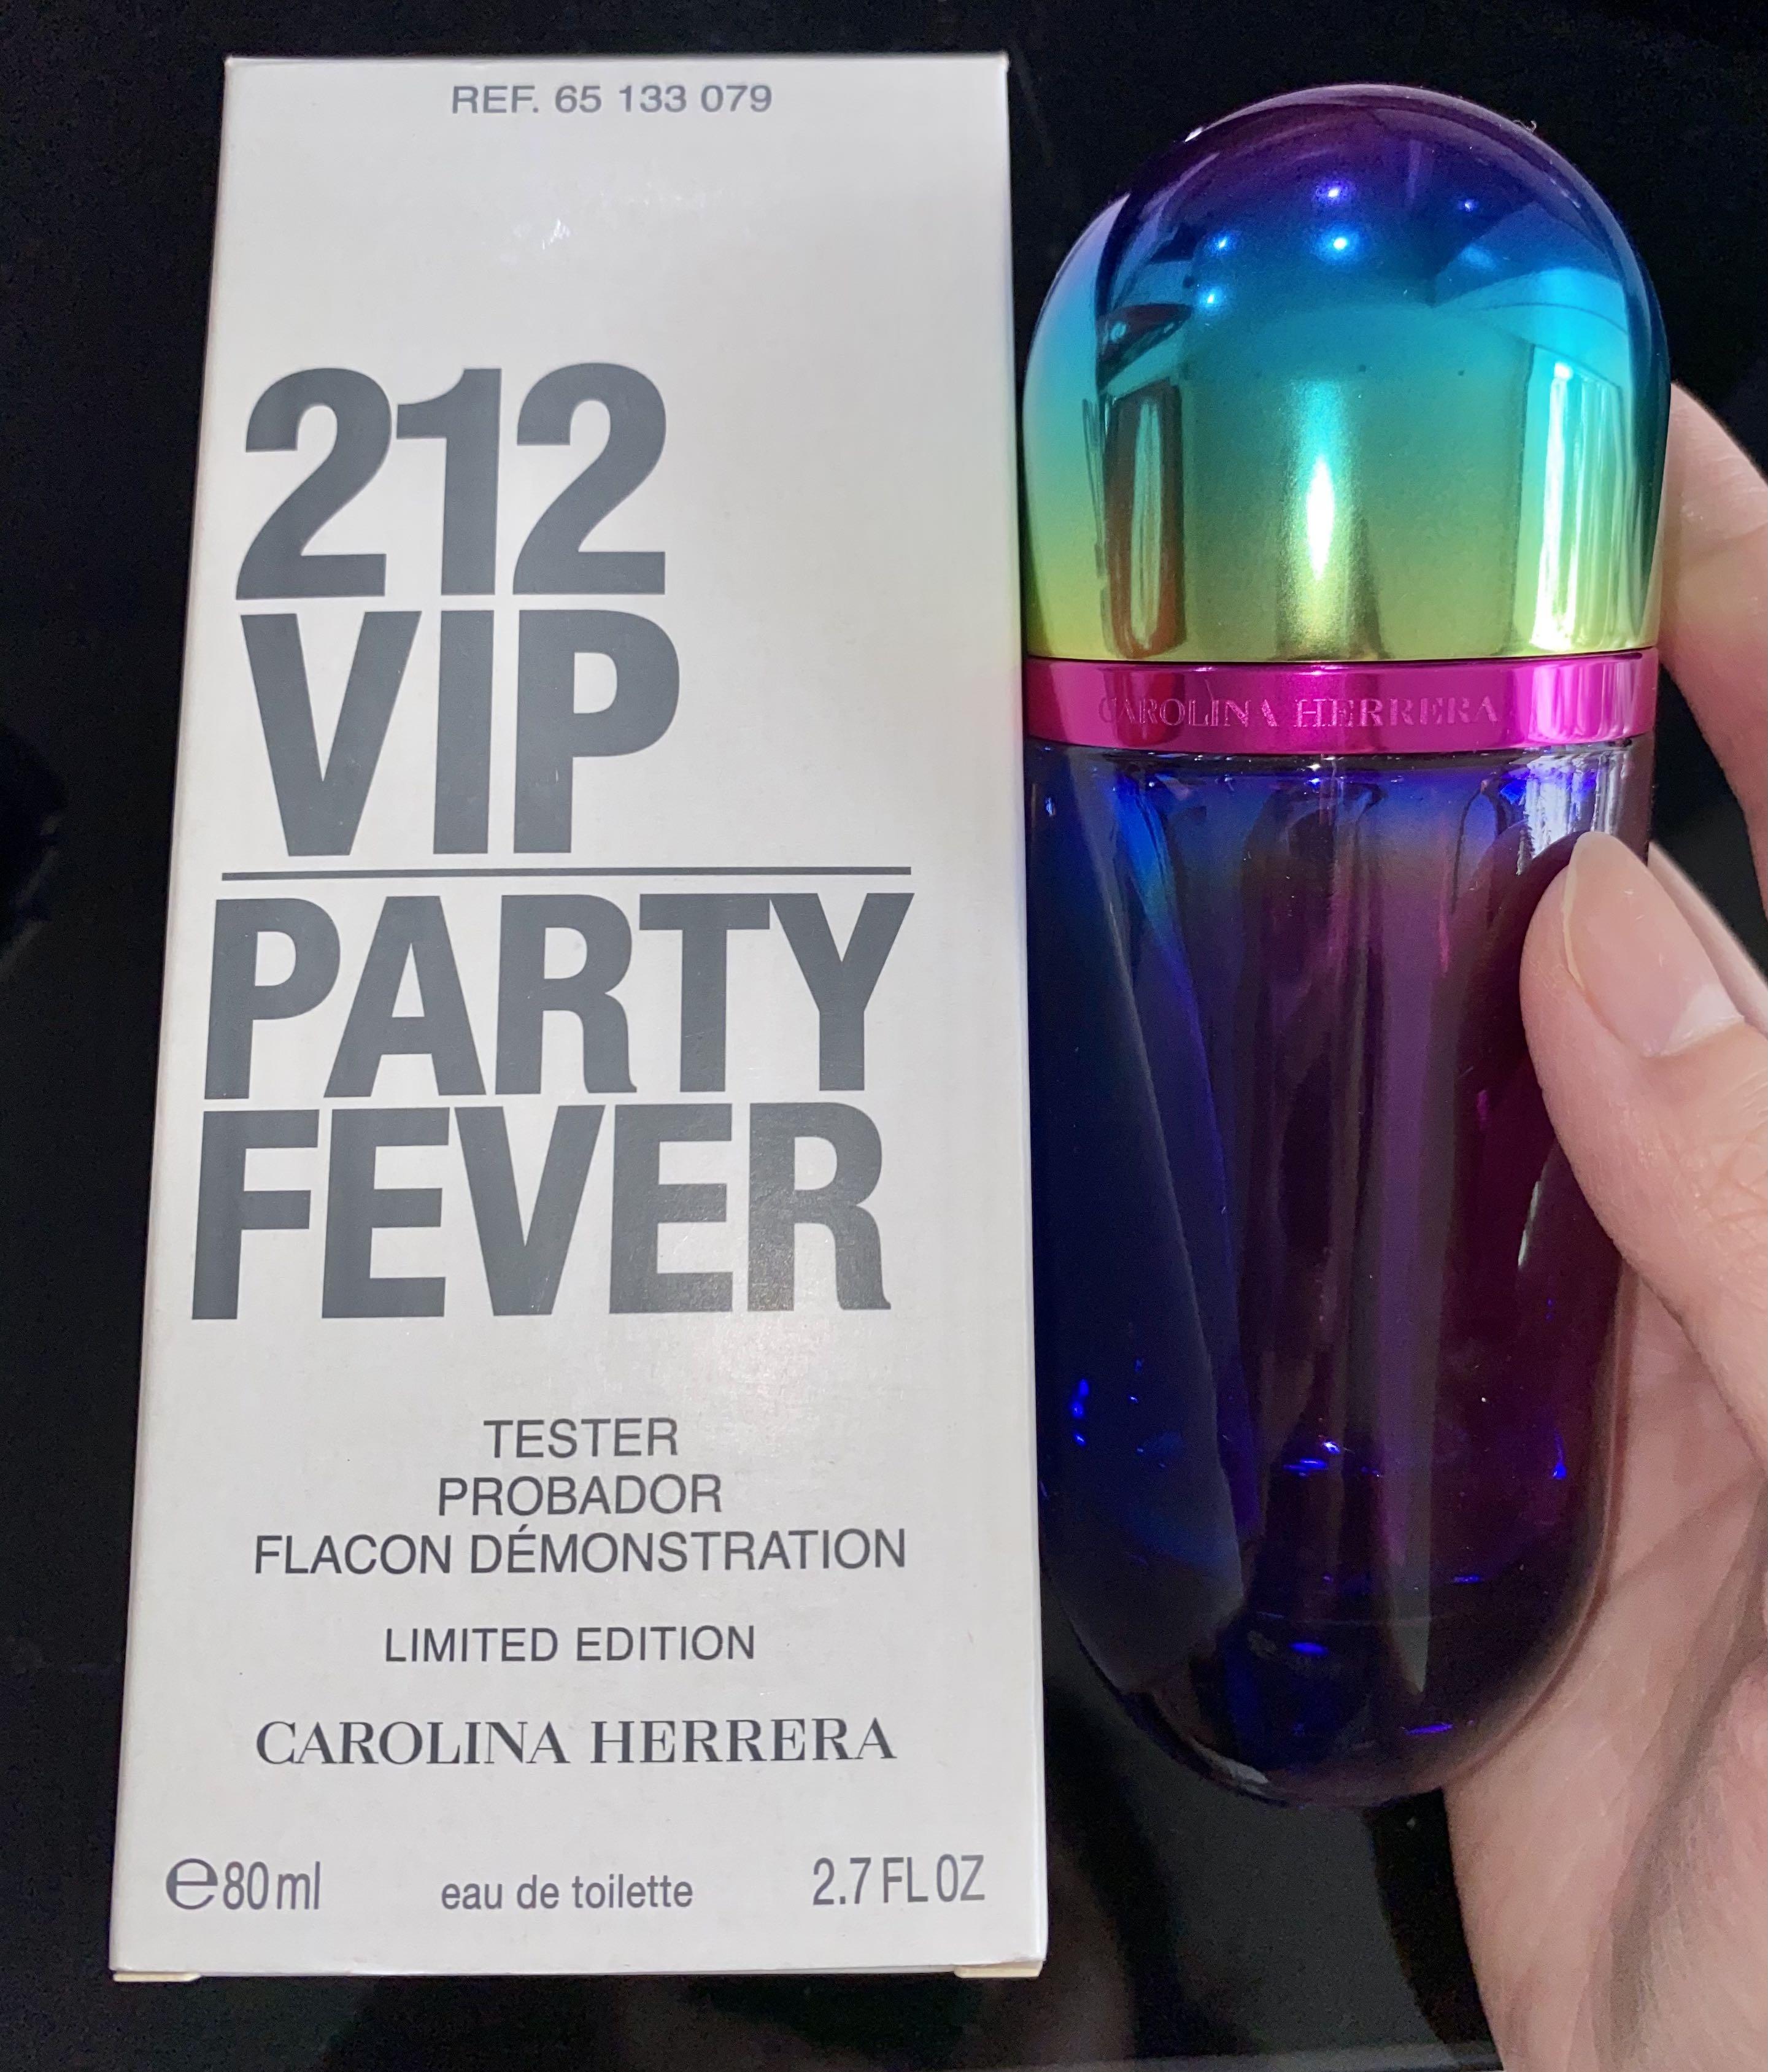 REF. 65 133 079
212
VIP
PARTY
FEVER
TESTER
PROBADOR
FLACON DÉMONSTRATION
LIMITED EDITION
CAROLINA HERRERA
℮80ml eau de toilette 2.7 FL OZ
CAROLINA HERRERA